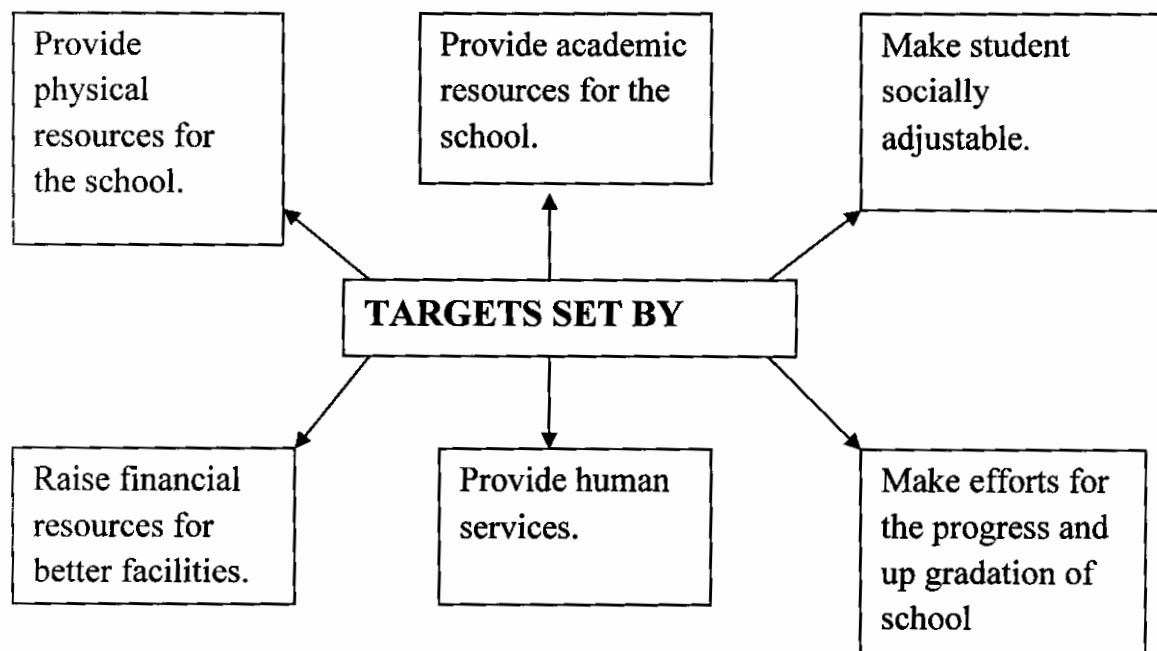 Provide
physical
resources for
the school.
Provide academic
resources for the
school.
Make student
socially
adjustable.
TARGETS SET BY
Raise financial
resources for
better facilities.
Provide human
services.
Make efforts for
the progress and
up gradation of
school